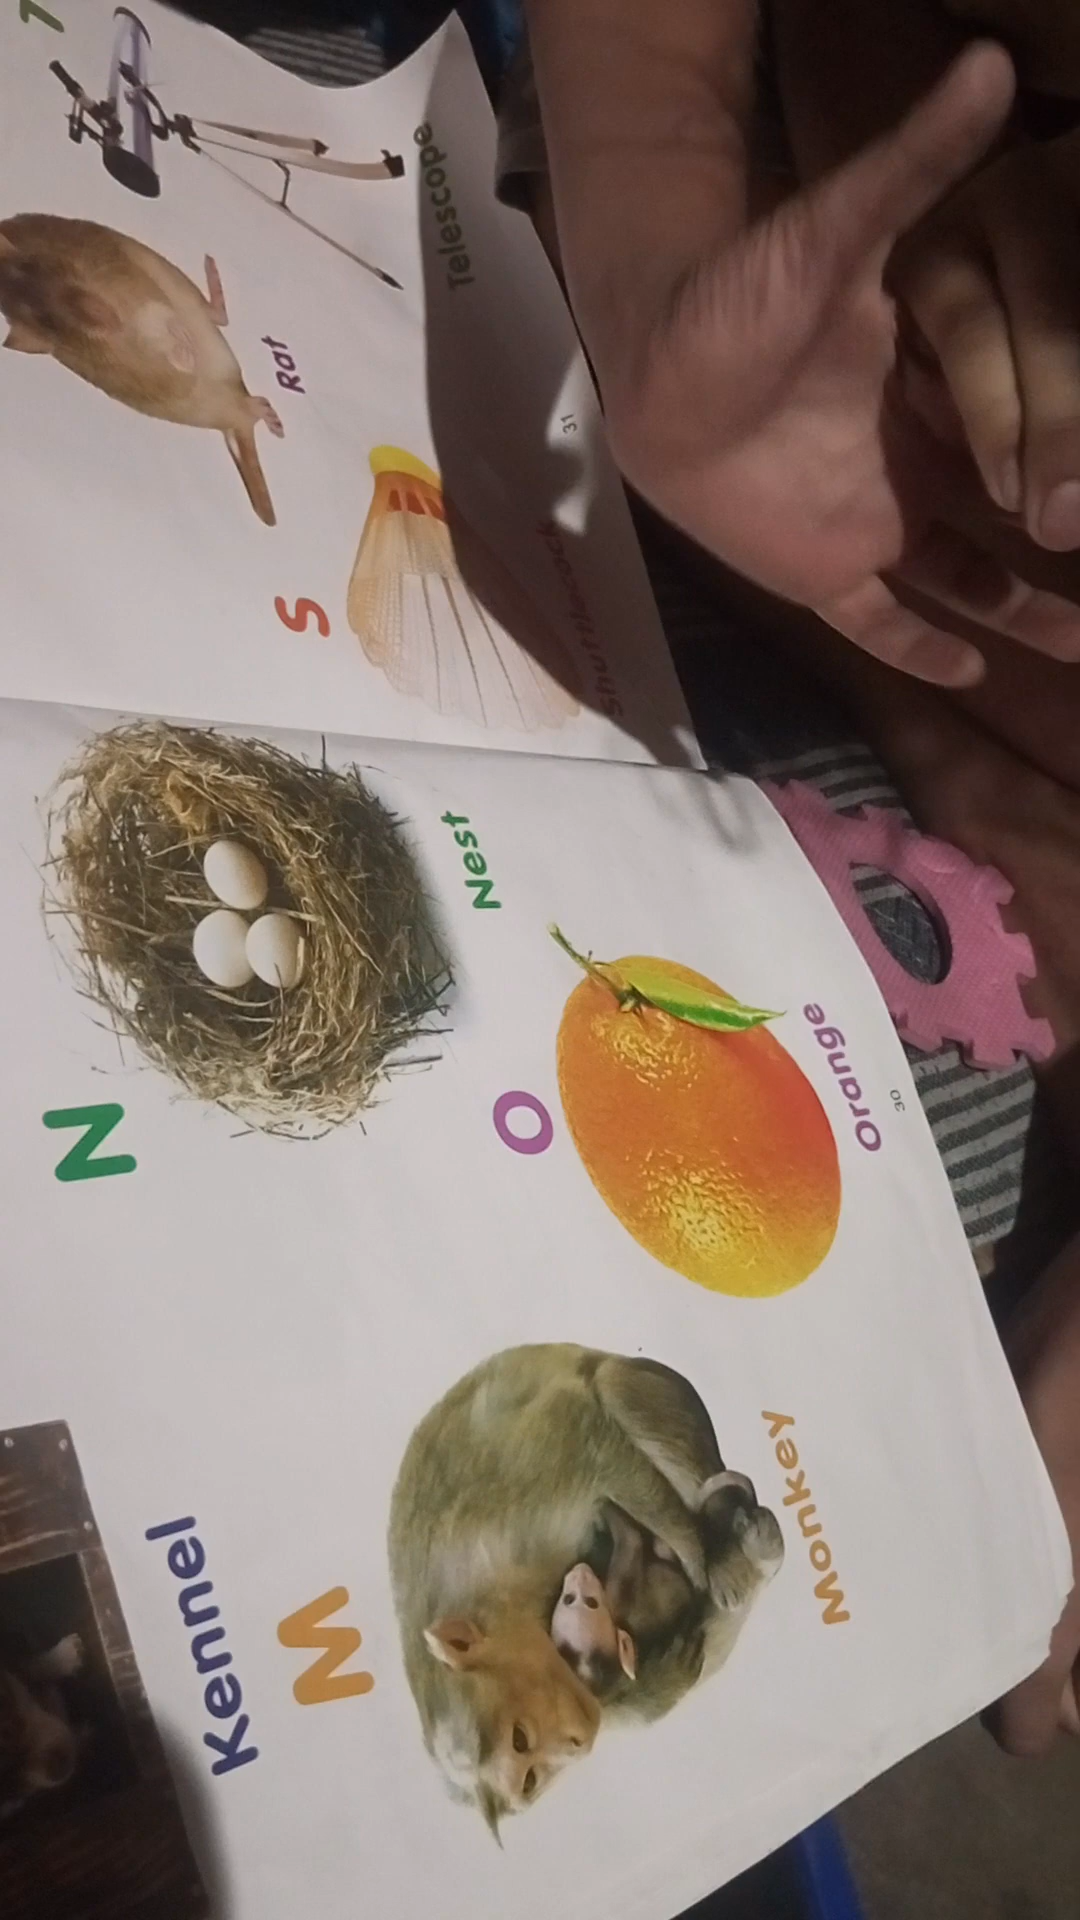 Kennel
M
Monkey
N
Nest
O
Orange
30
S
Shuttlecock
Rat
T
Telescope
31